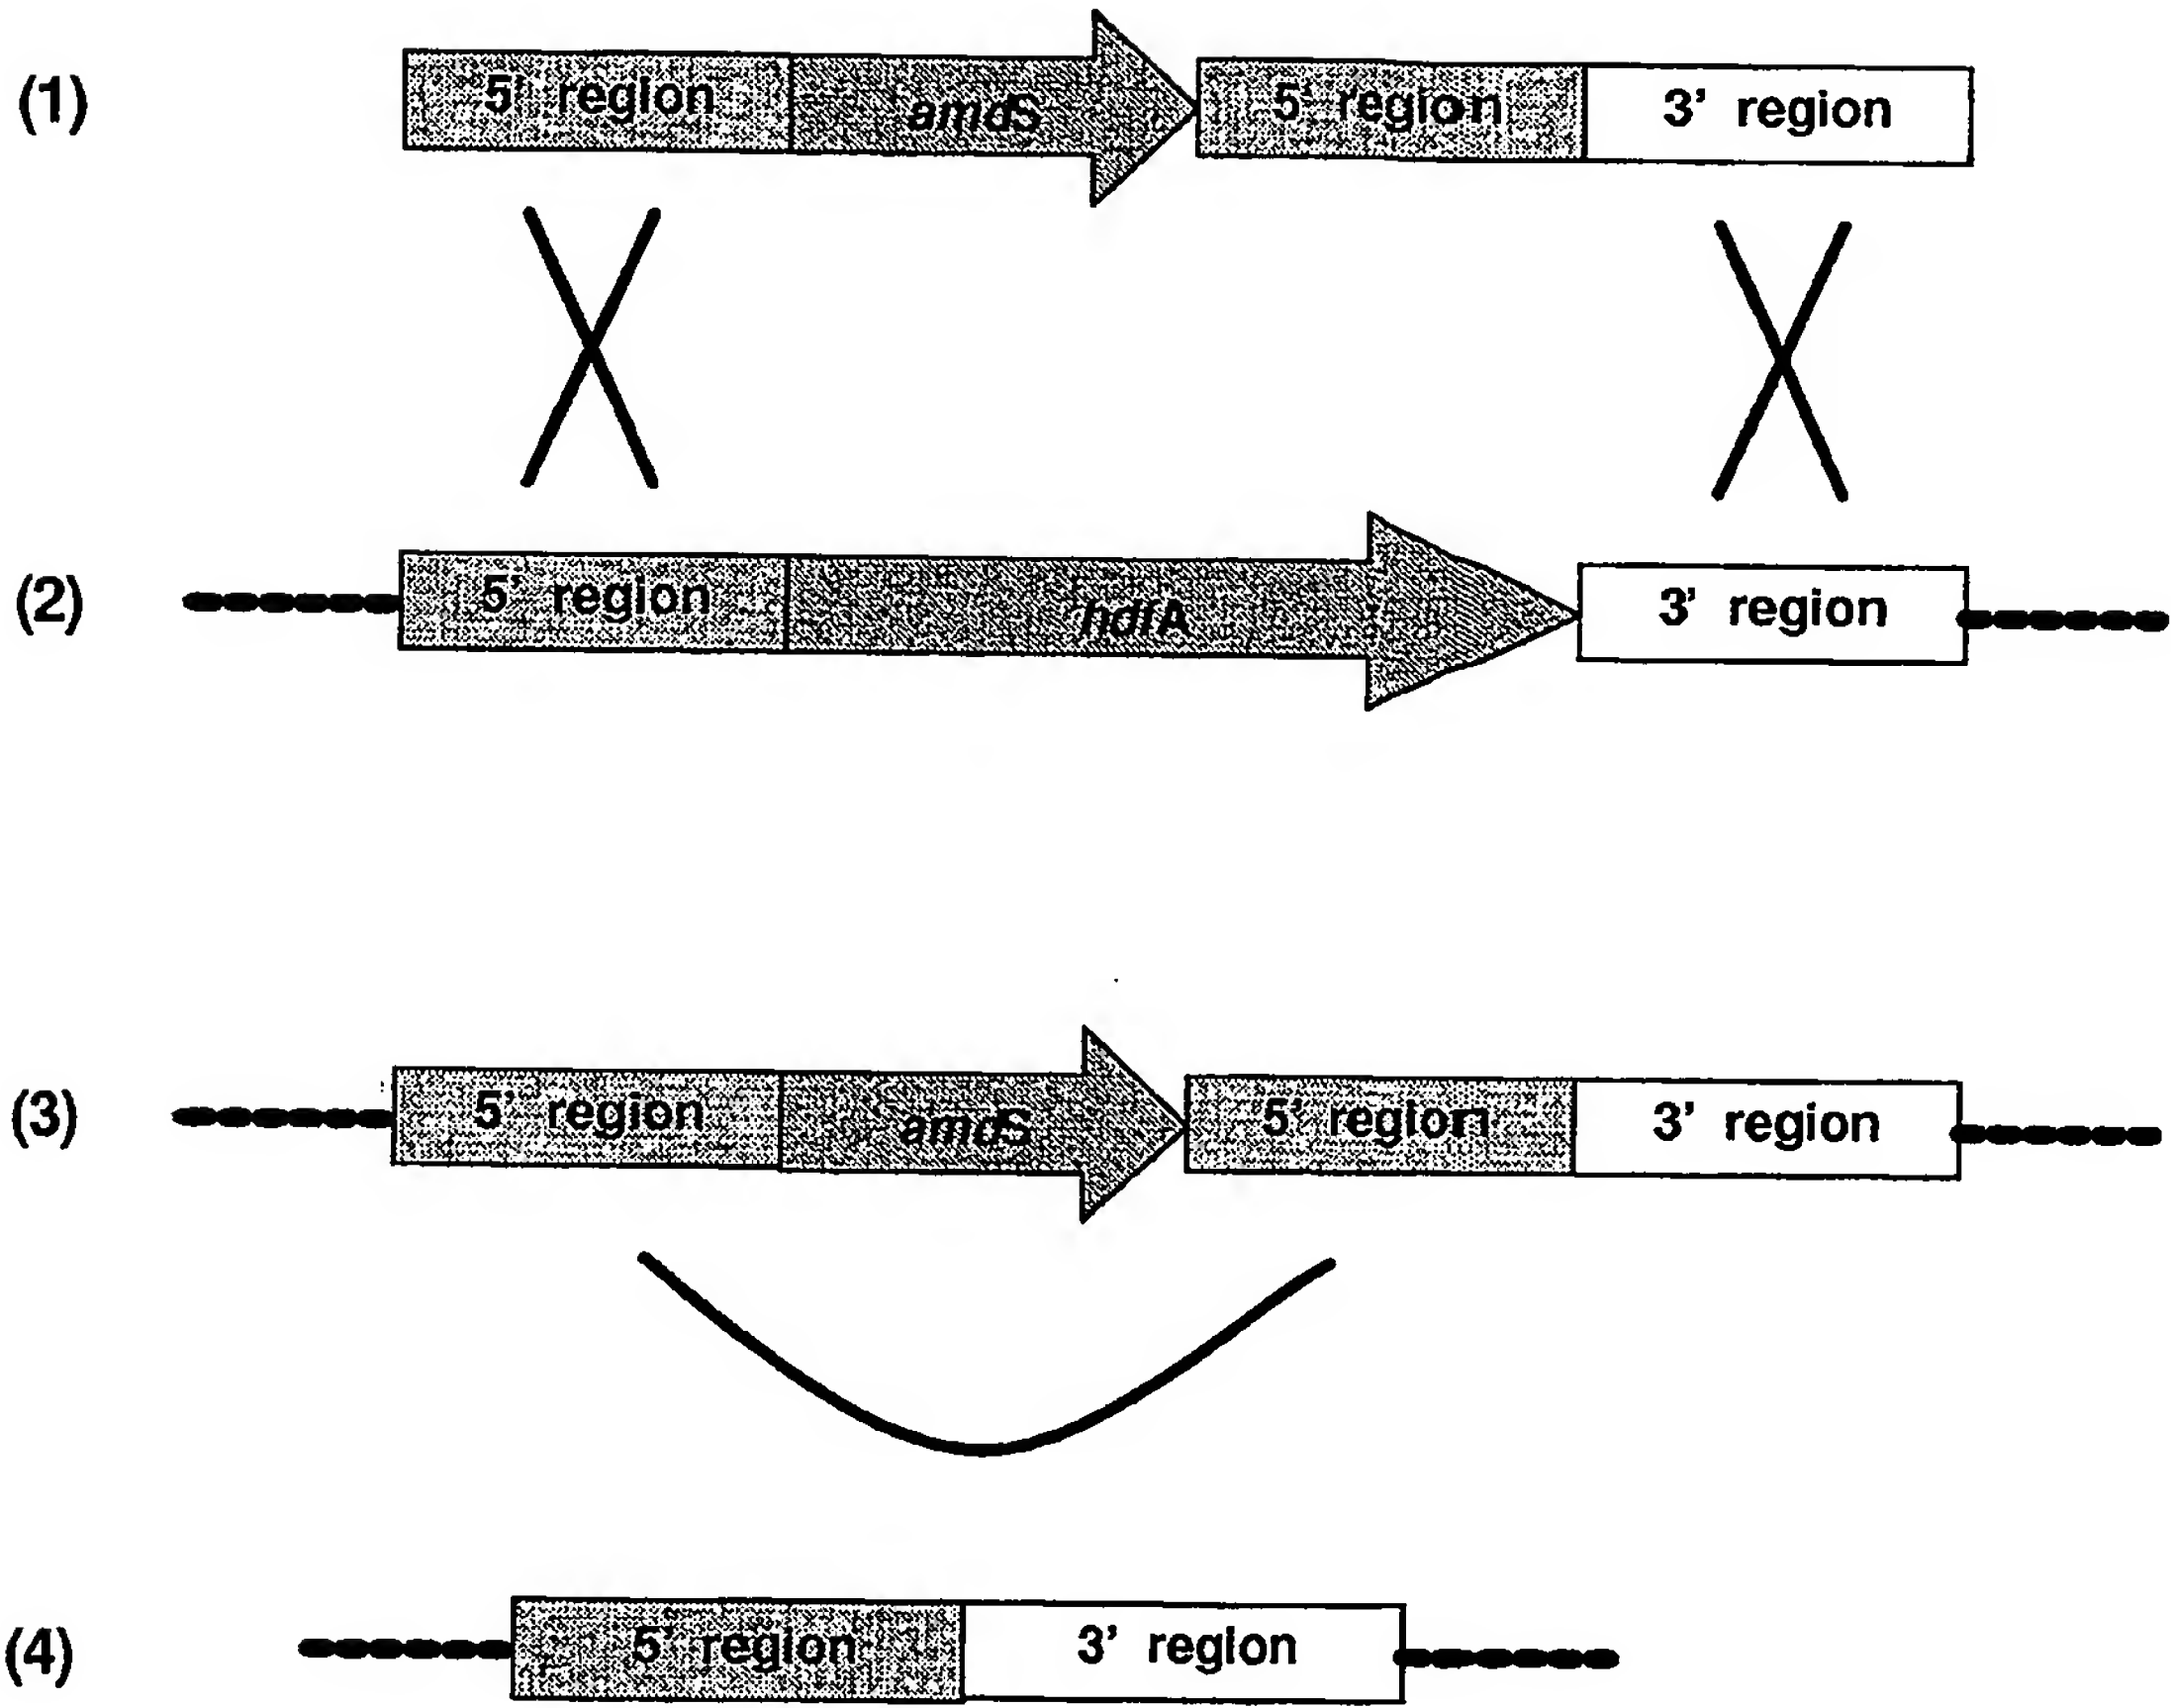 (1) 5' region amdS 5' region 3' region
(2) 5' region hdfA 3' region
(3) 5' region amdS 5' region 3' region
(4) 5' region 3' region